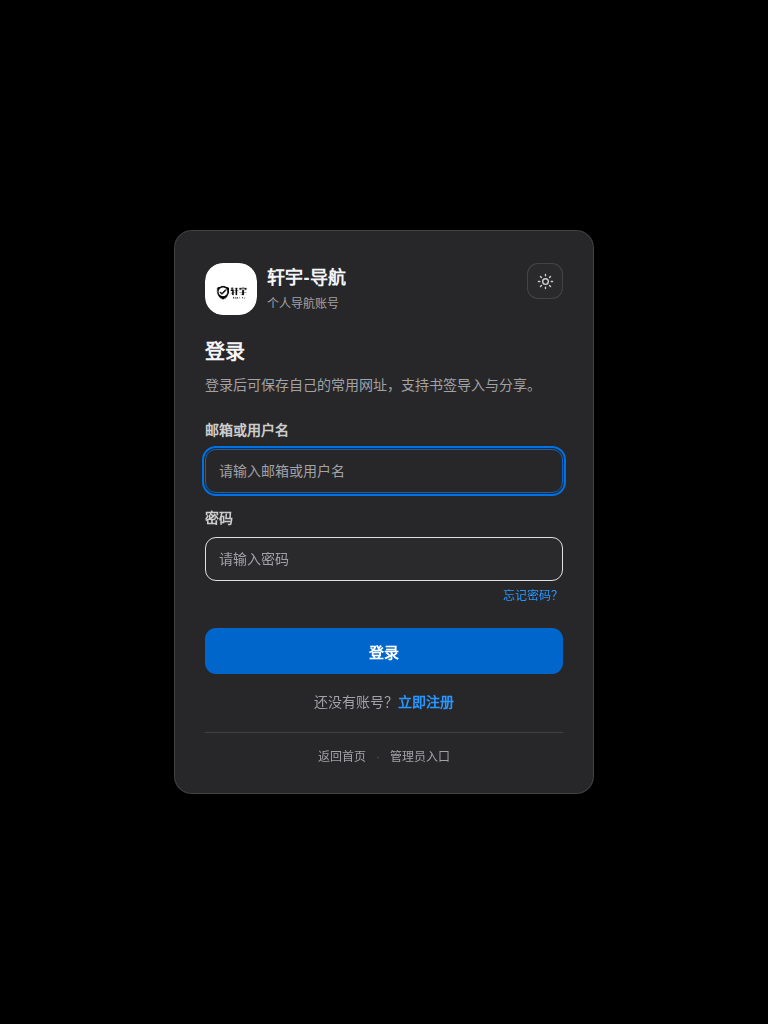 轩宇
轩宇-导航
个人导航账号
登录
登录后可保存自己的常用网址，支持书签导入与分享。
邮箱或用户名
请输入邮箱或用户名
密码
请输入密码
忘记密码?
登录
还没有账号? 立即注册
返回首页 · 管理员入口